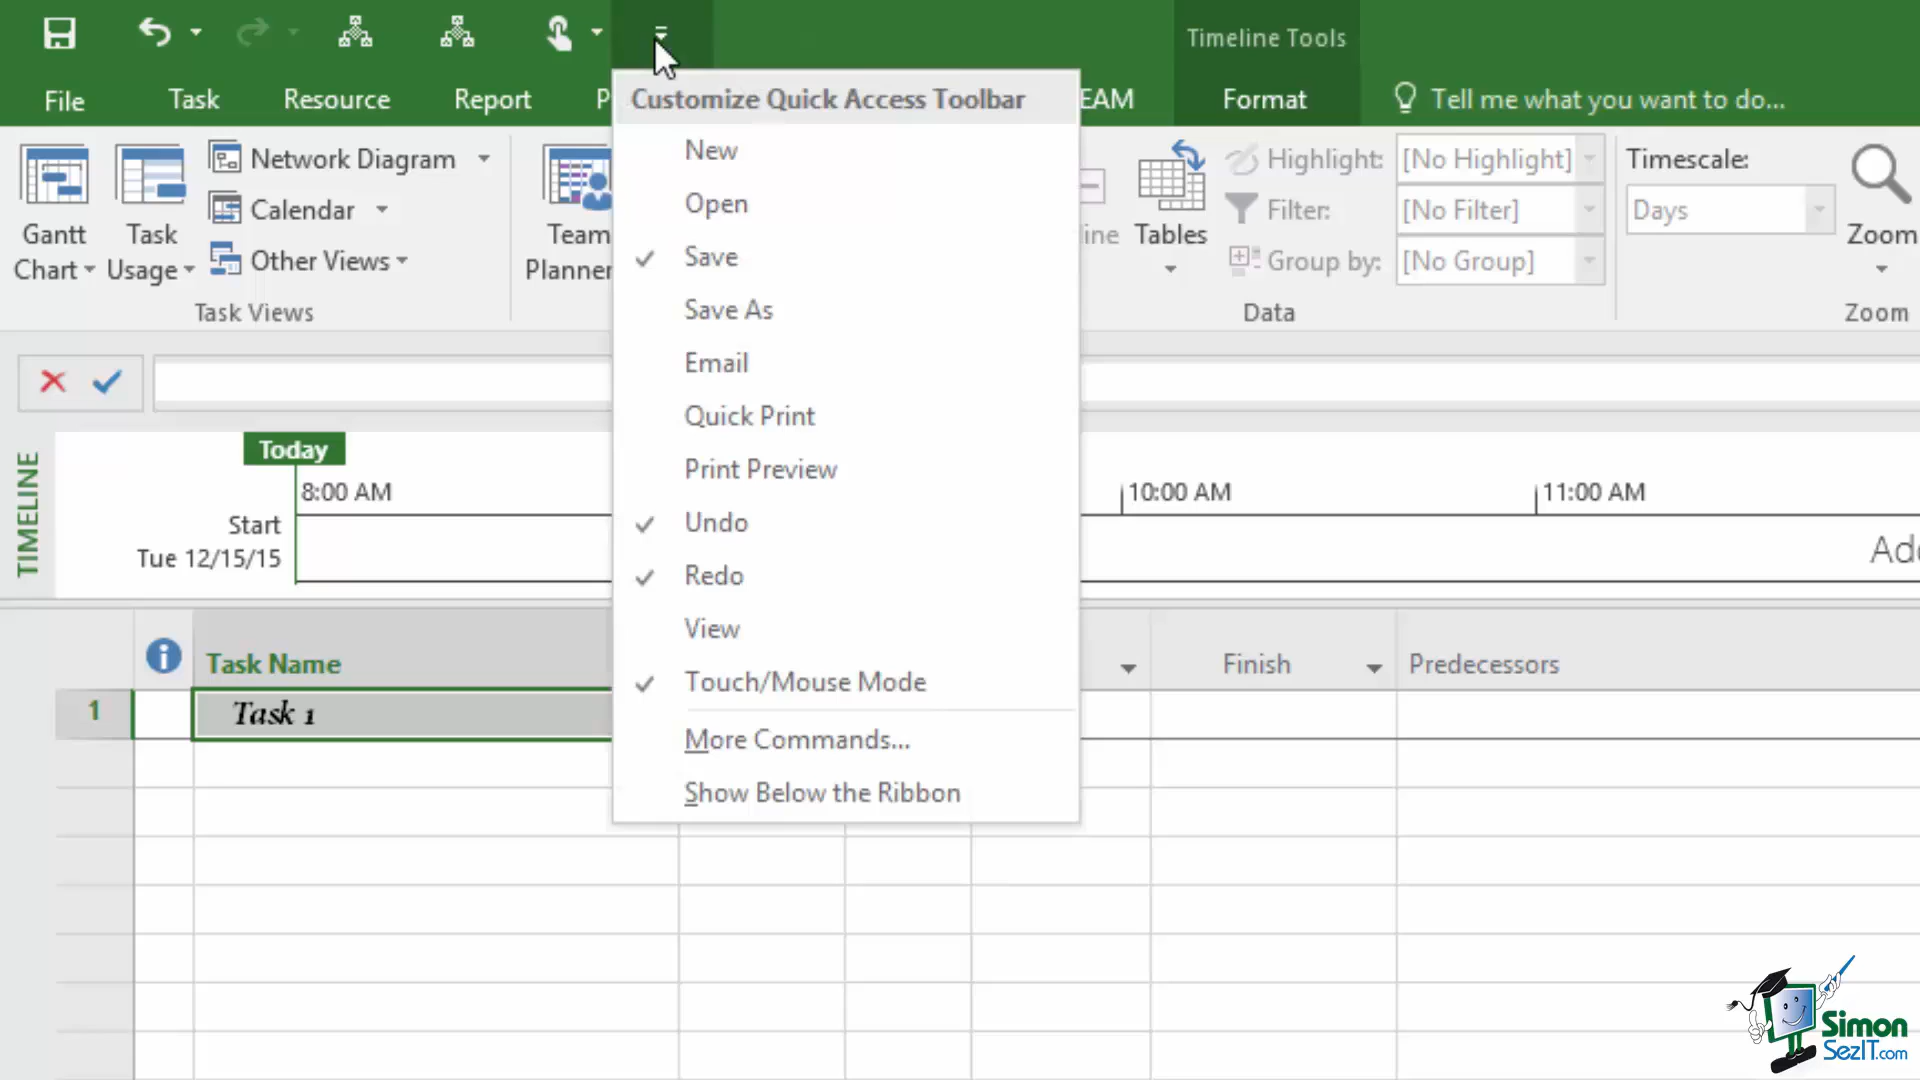 Timeline Tools
File Task Resource Report P Customize Quick Access Toolbar EAM Format Tell me what you want to do...
New
Open
Save
Save As
Email
Quick Print
Print Preview
Undo
Redo
View
Touch/Mouse Mode
More Commands...
Show Below the Ribbon
Gantt
Chart
Task
Usage
Network Diagram
Calendar
Other Views
Task Views
Team
Planner
line
Tables
Highlight: [No Highlight]
Filter: [No Filter]
Group by: [No Group]
Data
Timescale:
Days
Zoom
Zoom
TIMELINE
Today
8:00 AM 10:00 AM 11:00 AM
Start
Tue 12/15/15
Add
Task Name Finish Predecessors
1 Task 1
Simon
SezIT.com